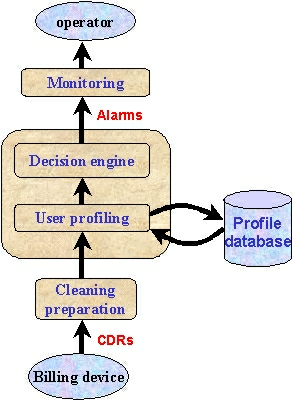 operator
Monitoring
Alarms
Decision engine
User profiling
Profile
database
Cleaning
preparation
CDRs
Billing device